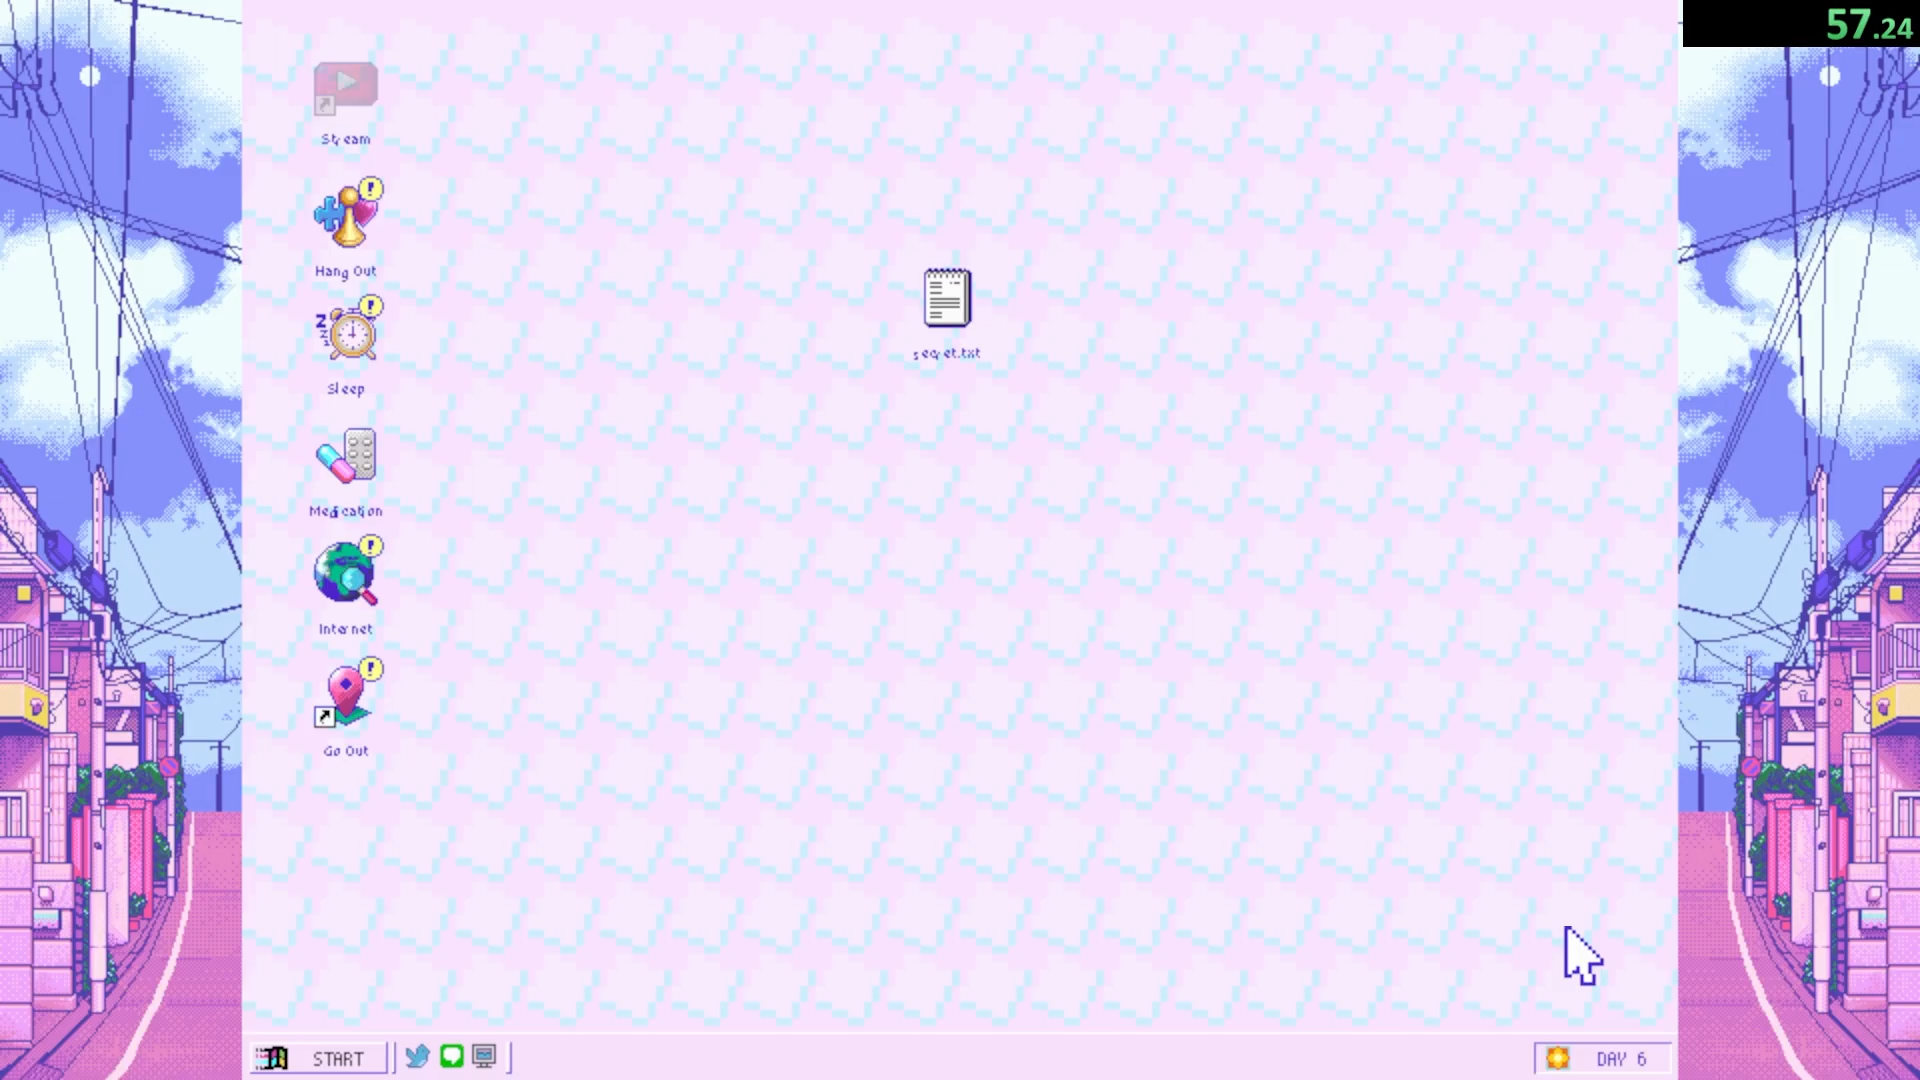 57.24
Stream
Hang Out
Sleep
Medication
Internet
Go Out
secret.txt
START
DAY 6